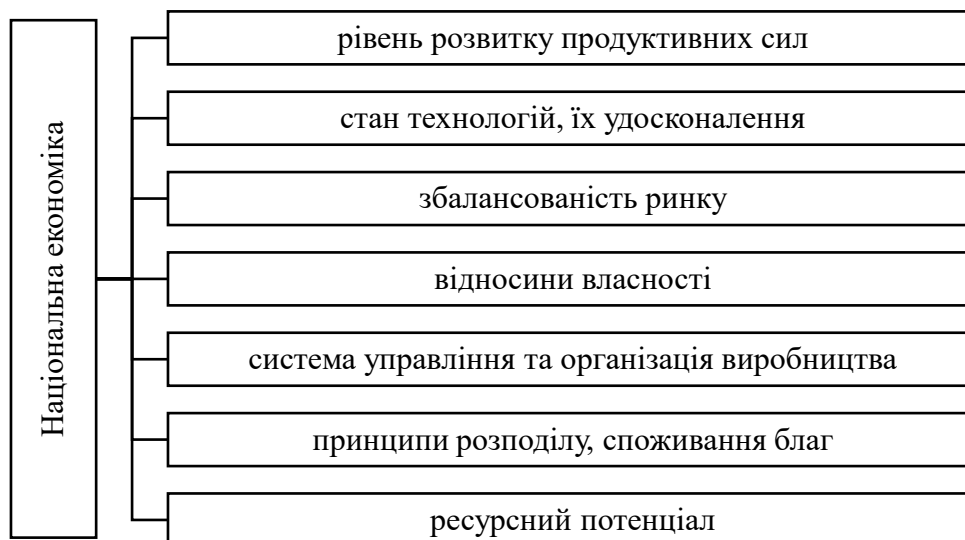 Національна економіка
рівень розвитку продуктивних сил
стан технологій, їх удосконалення
збалансованість ринку
відносини власності
система управління та організація виробництва
принципи розподілу, споживання благ
ресурсний потенціал